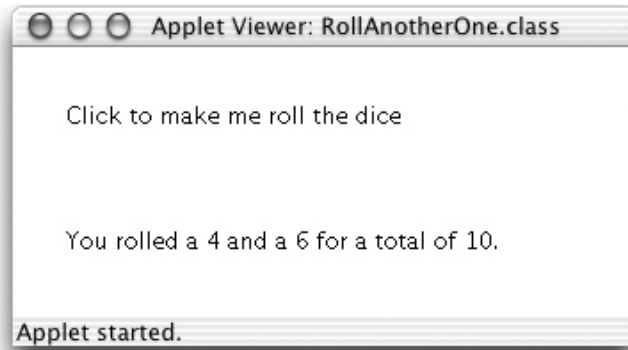 Applet Viewer: RollAnotherOne.class
Click to make me roll the dice
You rolled a 4 and a 6 for a total of 10.
Applet started.